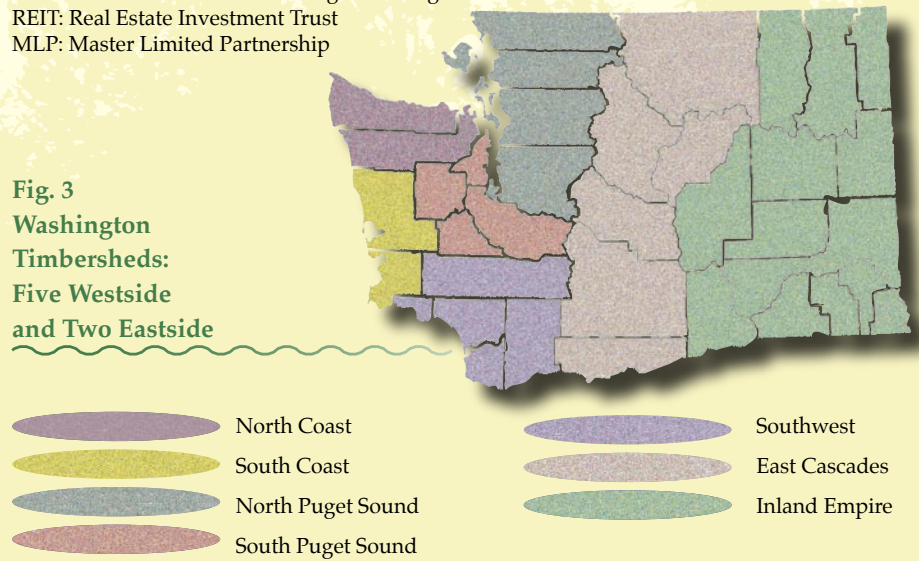 REIT: Real Estate Investment Trust
MLP: Master Limited Partnership
Fig. 3
Washington
Timbersheds:
Five Westside
and Two Eastside
North Coast
South Coast
North Puget Sound
South Puget Sound
Southwest
East Cascades
Inland Empire